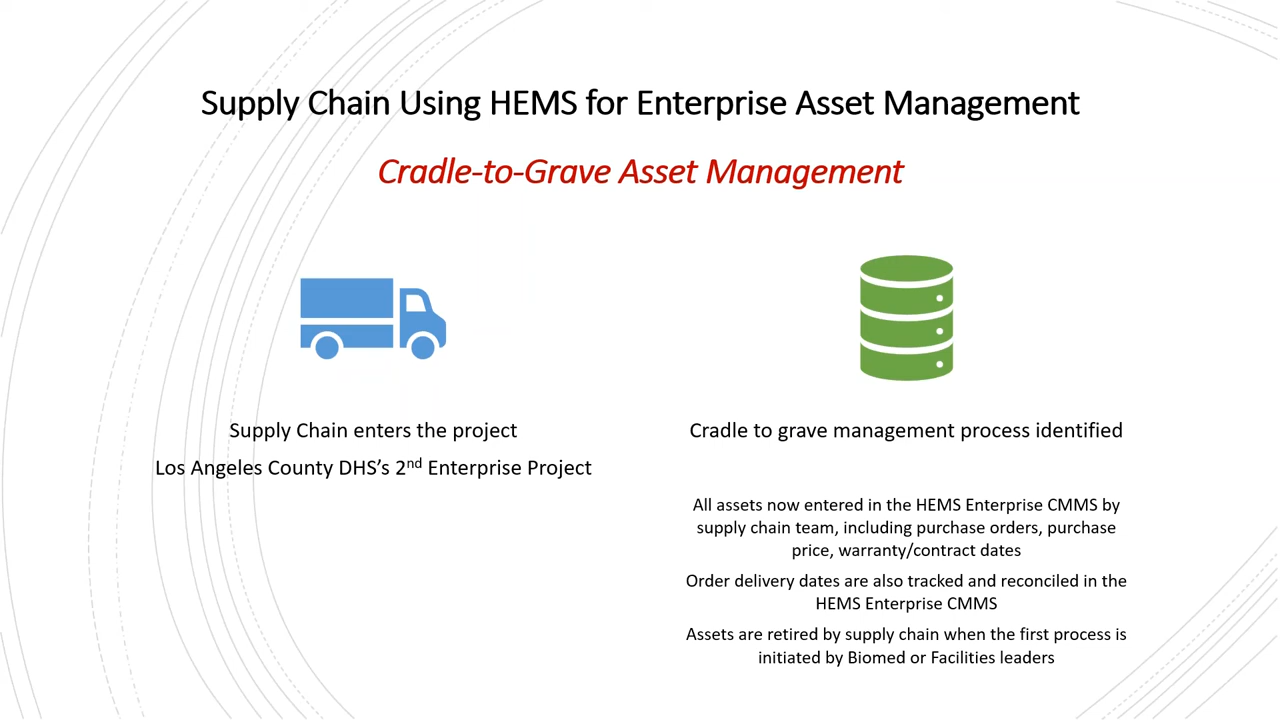 Supply Chain Using HEMS for Enterprise Asset Management
Cradle-to-Grave Asset Management
Supply Chain enters the project
Los Angeles County DHS’s 2nd Enterprise Project
Cradle to grave management process identified
All assets now entered in the HEMS Enterprise CMMS by
supply chain team, including purchase orders, purchase
price, warranty/contract dates
Order delivery dates are also tracked and reconciled in the
HEMS Enterprise CMMS
Assets are retired by supply chain when the first process is
initiated by Biomed or Facilities leaders